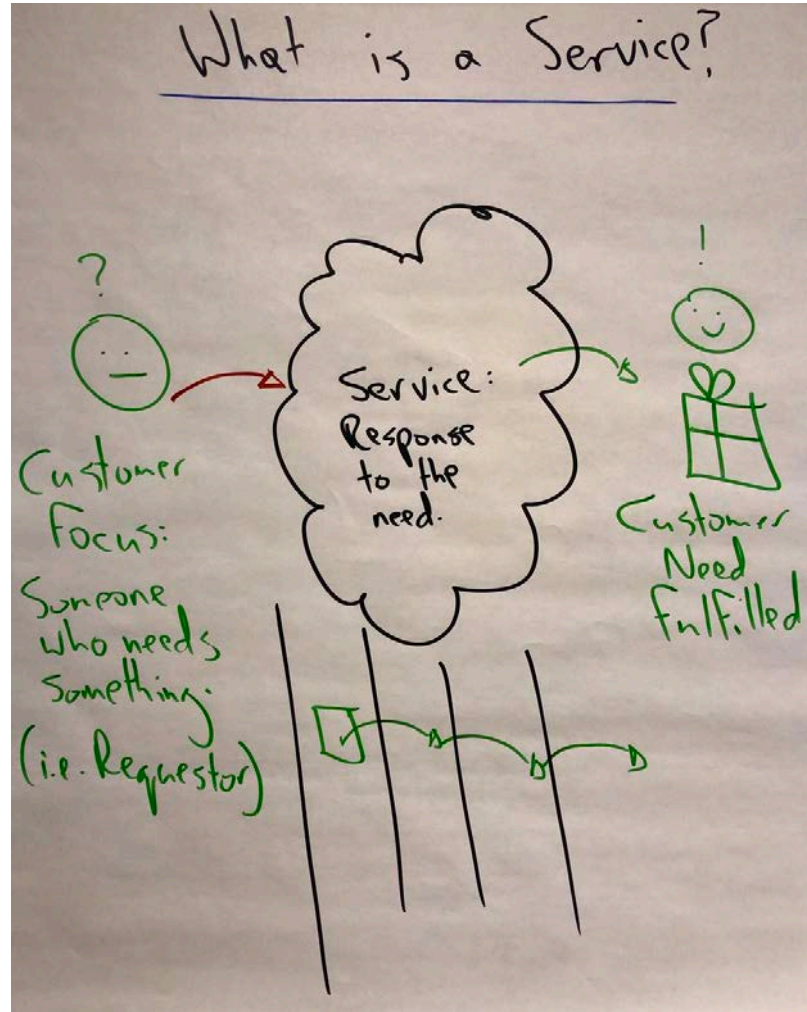 What is a Service?
?
!
Customer
Focus:
Someone
who needs
something.
(i.e. Requestor)
Service:
Response
to the
need.
Customer
Need
Fulfilled